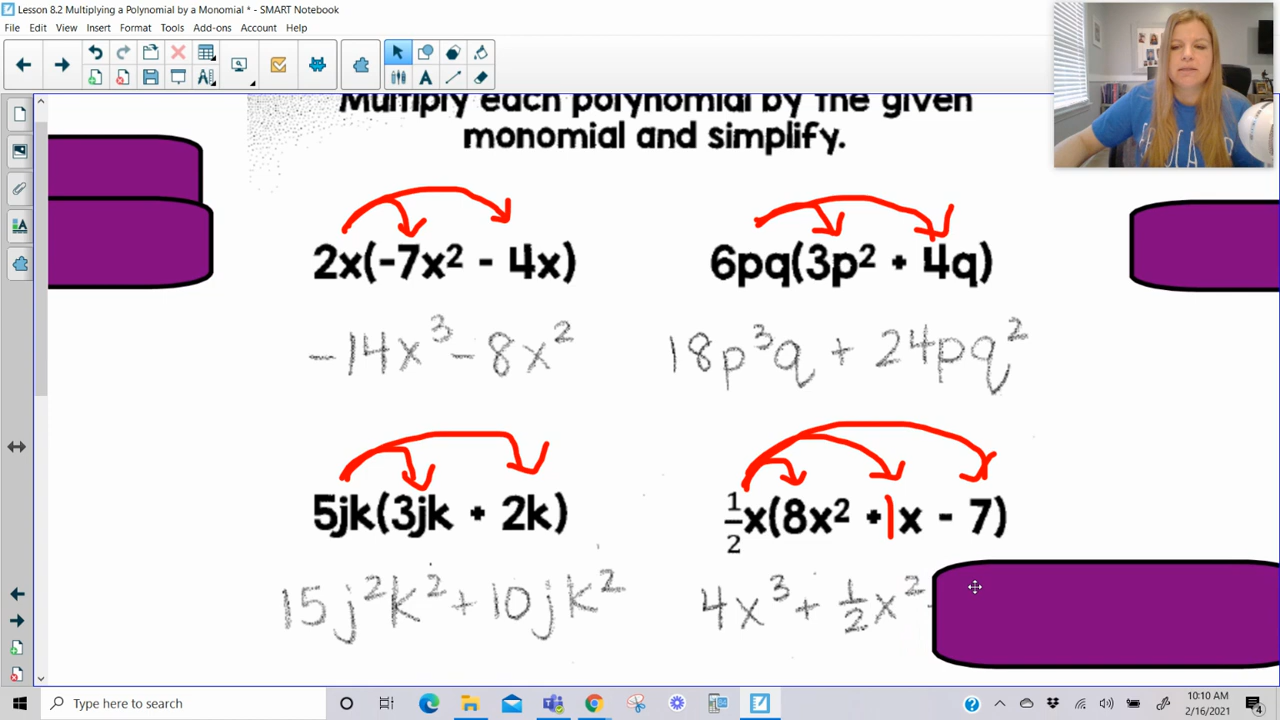 Lesson 8.2 Multiplying a Polynomial by a Monomial * - SMART Notebook
File Edit View Insert Format Tools Add-ons Account Help
Multiply each polynomial by the given
monomial and simplify.
2x(-7x² - 4x)
6pq(3p² + 4q)
-14x³ - 8x²
18p³q + 24pq²
5jk(3jk + 2k)
½x(8x² + 1x - 7)
15j²k² + 10jk²
4x³ + ½x²
Type here to search
10:10 AM
2/16/2021
4